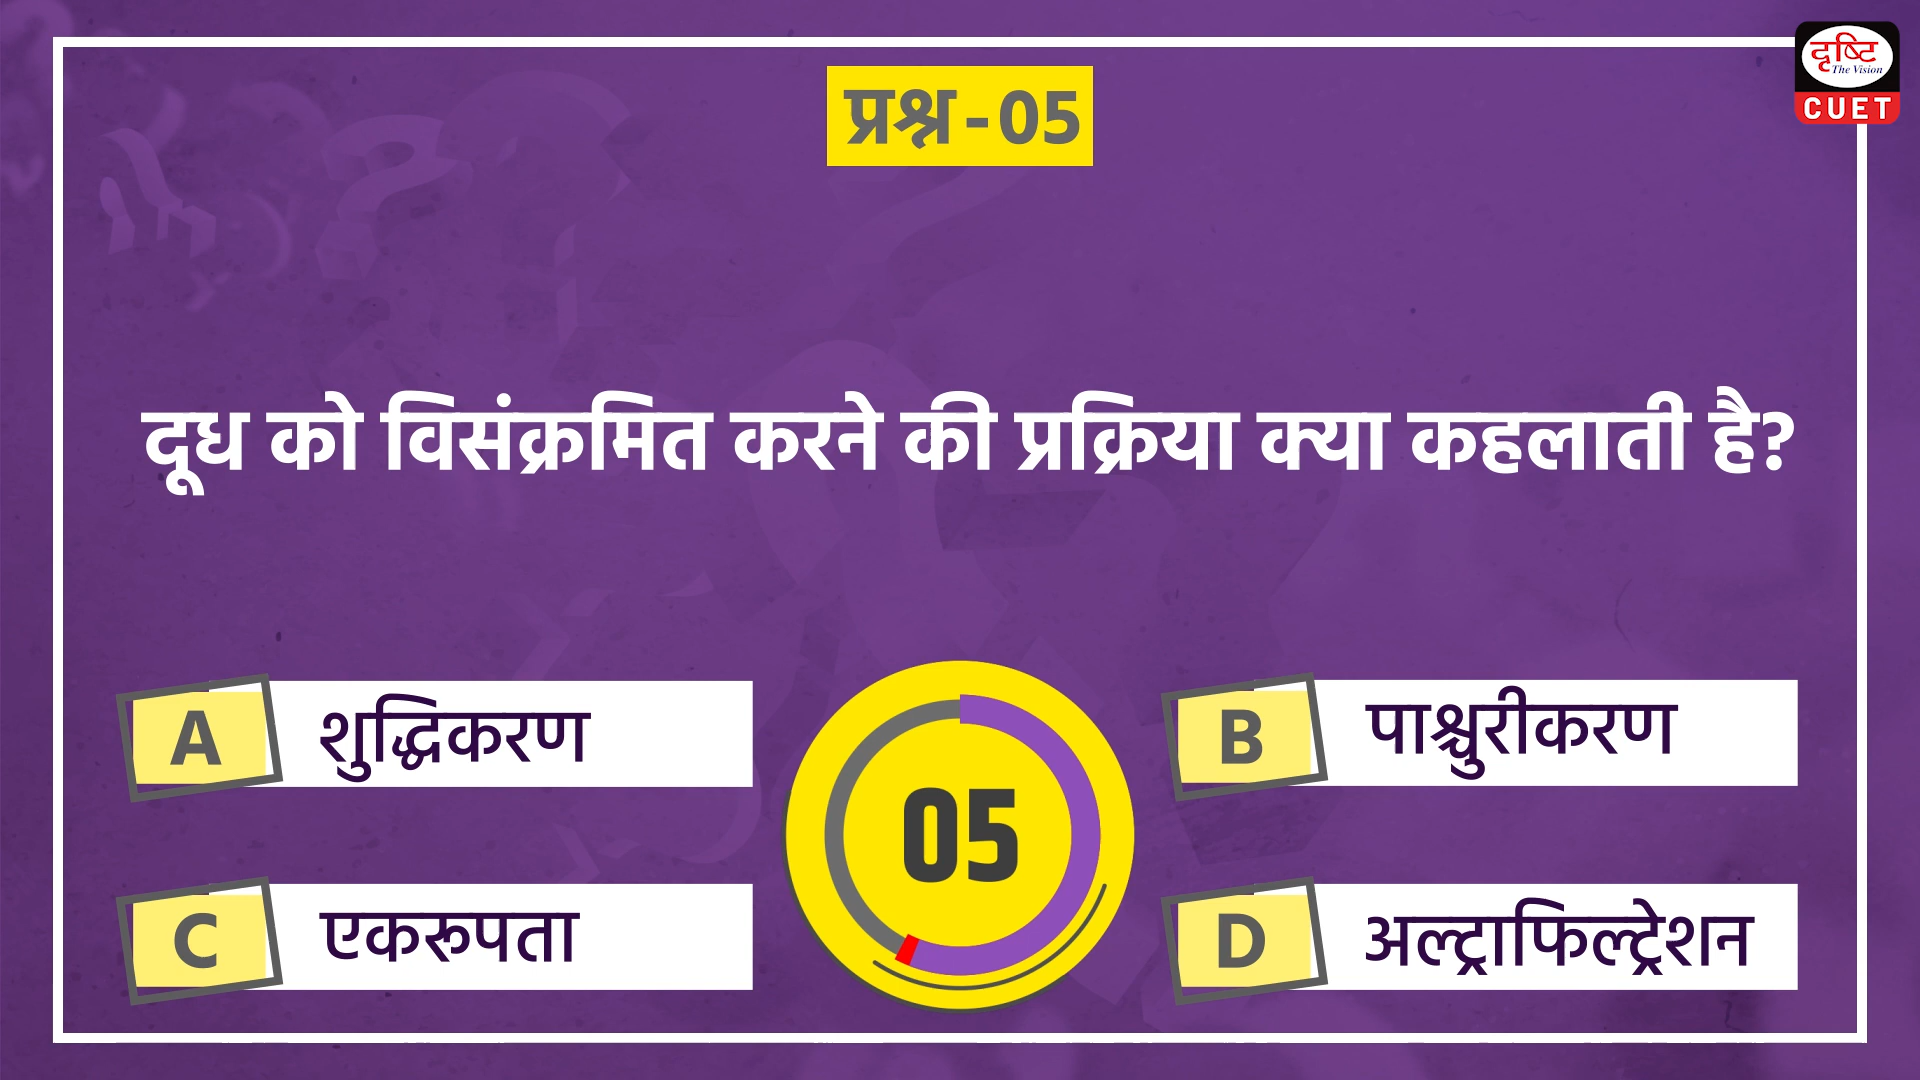 दृष्टि
The Vision
CUET
प्रश्न - 05
दूध को विसंक्रमित करने की प्रक्रिया क्या कहलाती है?
A शुद्धिकरण
B पाश्चुरीकरण
05
C एकरूपता
D अल्ट्राफिल्ट्रेशन